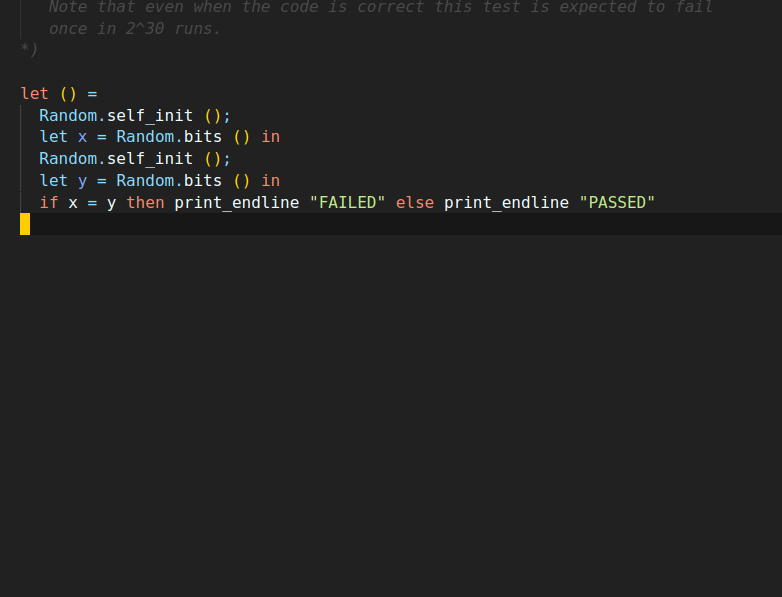 Note that even when the code is correct this test is expected to fail
once in 2^30 runs.
*)
let () =
Random.self_init ();
let x = Random.bits () in
Random.self_init ();
let y = Random.bits () in
if x = y then print_endline "FAILED" else print_endline "PASSED"